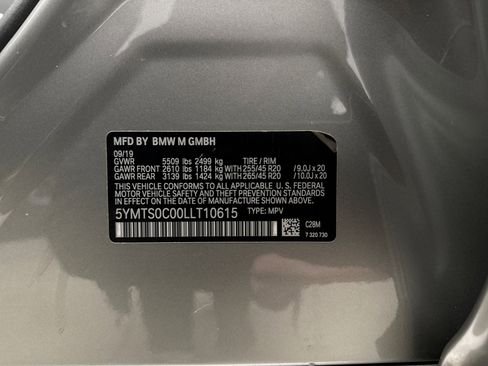 MFD BY BMW M GMBH
09/19
GVWR 5509 lbs 2499 kg TIRE / RIM
GAWR FRONT 2610 lbs 1184 kg WITH 255/45 R20 / 9.0J x 20
GAWR REAR 3139 lbs 1424 kg WITH 265/45 R20 / 10.0J x 20
THIS VEHICLE CONFORMS TO ALL APPLICABLE U. S. FEDERAL
MOTOR VEHICLE SAFETY AND THEFT PREVENTION STANDARDS
IN EFFECT ON THE DATE OF MANUFACTURE SHOWN ABOVE.
5YMTS0C00LLT10615 TYPE: MPV
C28M
7 320 730